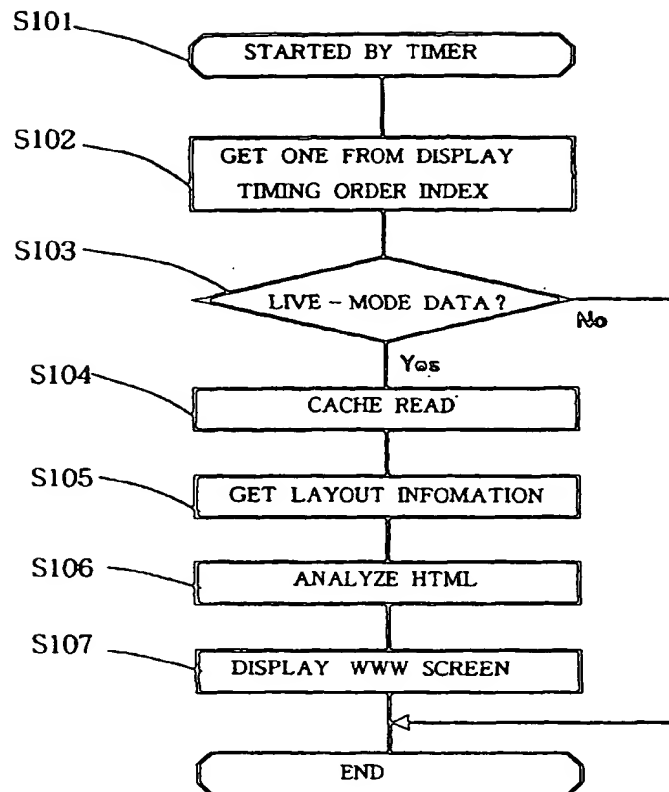 S101
STARTED BY TIMER
S102
GET ONE FROM DISPLAY
TIMING ORDER INDEX
S103
LIVE - MODE DATA?
No
Yes
S104
CACHE READ
S105
GET LAYOUT INFOMATION
S106
ANALYZE HTML
S107
DISPLAY WWW SCREEN
END